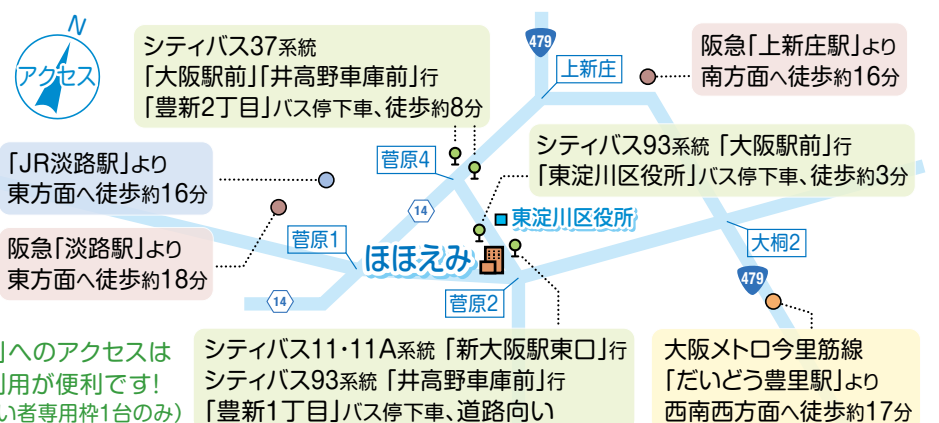 N
アクセス
シティバス37系統
「大阪駅前」「井高野車庫前」行
「豊新2丁目」バス停下車、徒歩約8分
479
上新庄
阪急「上新庄駅」より
南方面へ徒歩約16分
「JR淡路駅」より
東方面へ徒歩約16分
菅原4
シティバス93系統 「大阪駅前」行
「東淀川区役所」バス停下車、徒歩約3分
阪急「淡路駅」より
東方面へ徒歩約18分
14
菅原1
東淀川区役所
ほほえみ
大桐2
479
14
菅原2
」へのアクセスは
用が便利です!
い者専用枠1台のみ)
シティバス11・11A系統 「新大阪駅東口」行
シティバス93系統 「井高野車庫前」行
「豊新1丁目」バス停下車、道路向い
大阪メトロ今里筋線
「だいどう豊里駅」より
西南西方面へ徒歩約17分